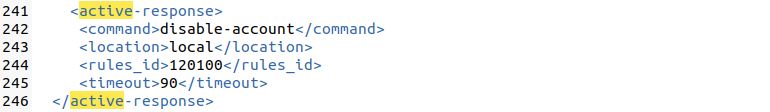 241 <active-response>
242 <command>disable-account</command>
243 <location>local</location>
244 <rules_id>120100</rules_id>
245 <timeout>90</timeout>
246 </active-response>